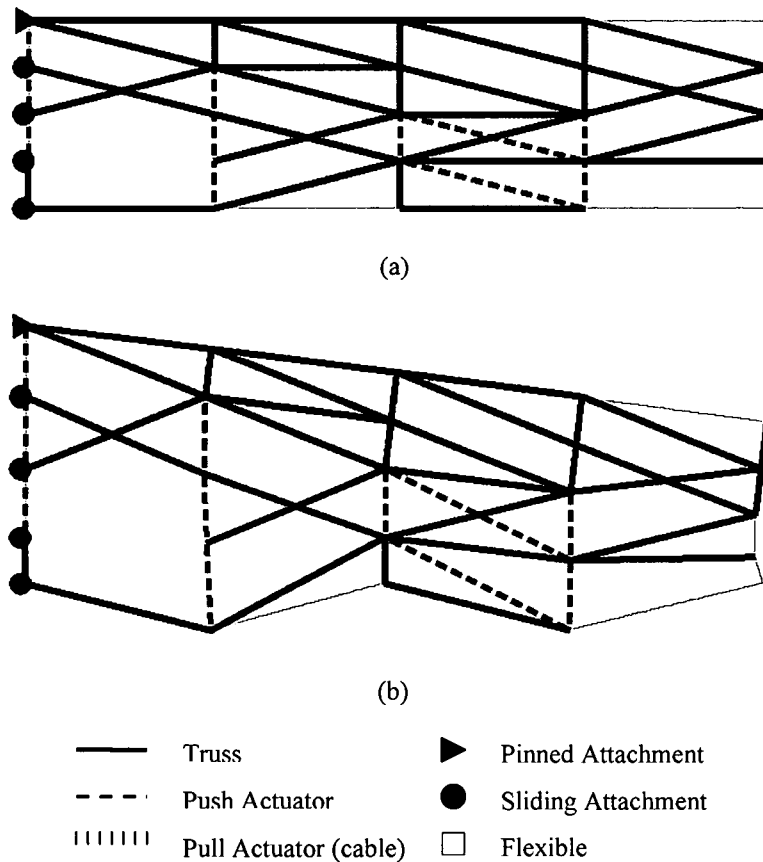 (a)
(b)
Truss
Pinned Attachment
Push Actuator
Sliding Attachment
Pull Actuator (cable)
Flexible